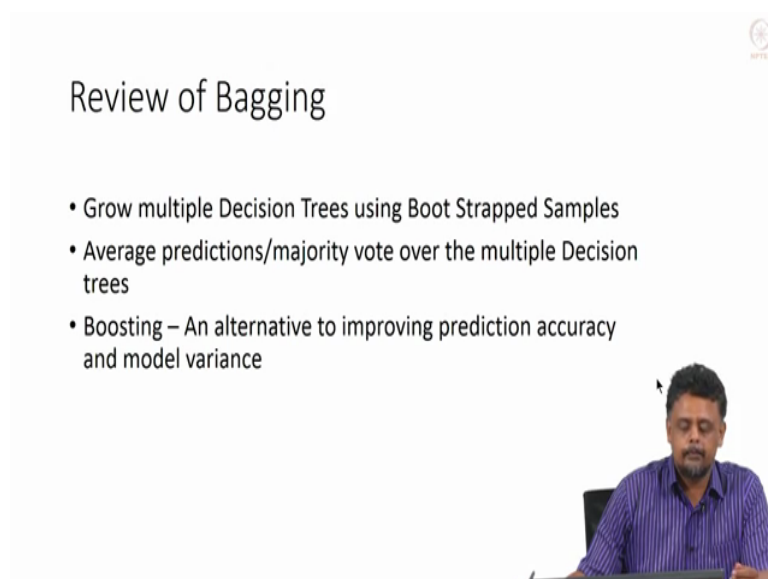 Review of Bagging
• Grow multiple Decision Trees using Boot Strapped Samples
• Average predictions/majority vote over the multiple Decision
trees
• Boosting – An alternative to improving prediction accuracy
and model variance